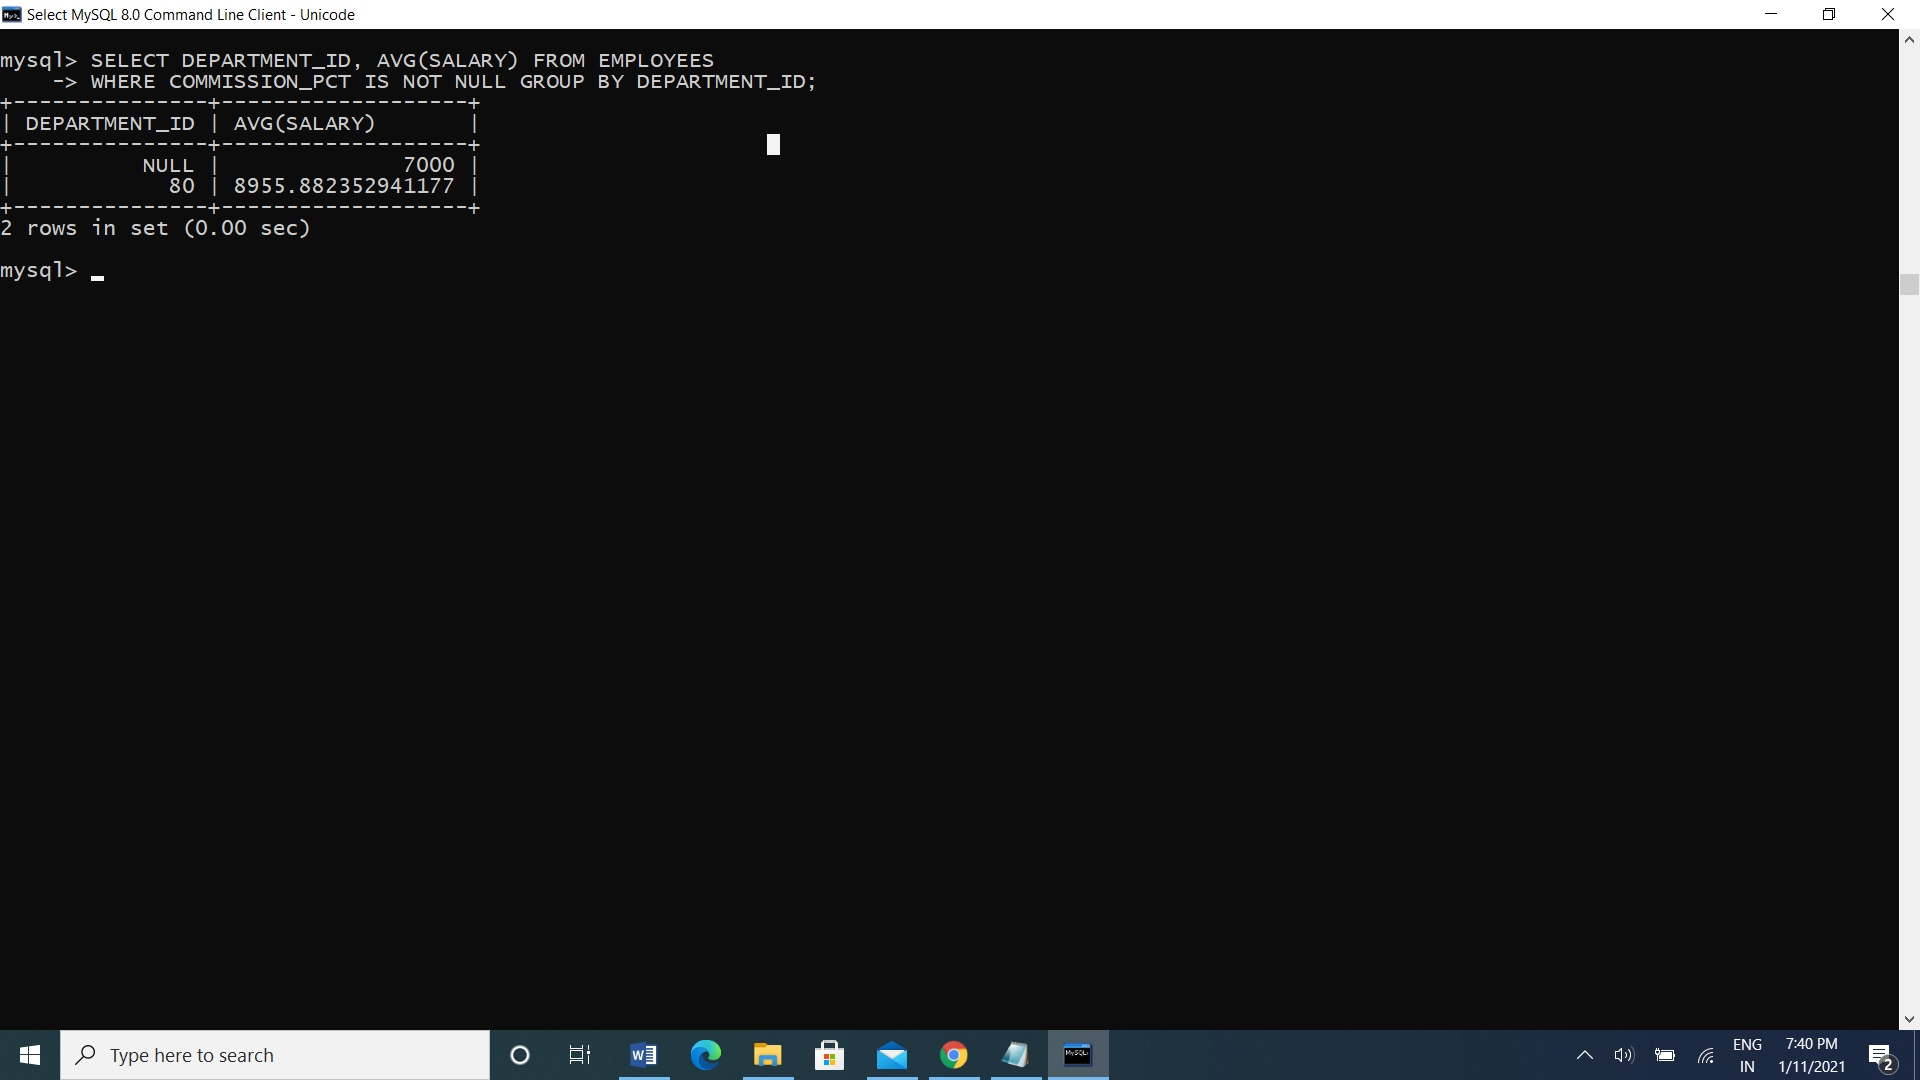 Select MySQL 8.0 Command Line Client - Unicode
mysql> SELECT DEPARTMENT_ID, AVG(SALARY) FROM EMPLOYEES
    -> WHERE COMMISSION_PCT IS NOT NULL GROUP BY DEPARTMENT_ID;
+---------------+-------------------+
| DEPARTMENT_ID | AVG(SALARY)       |
+---------------+-------------------+
|          NULL |              7000 |
|            80 | 8955.882352941177 |
+---------------+-------------------+
2 rows in set (0.00 sec)
mysql> _
Type here to search
ENG
IN
7:40 PM
1/11/2021
2